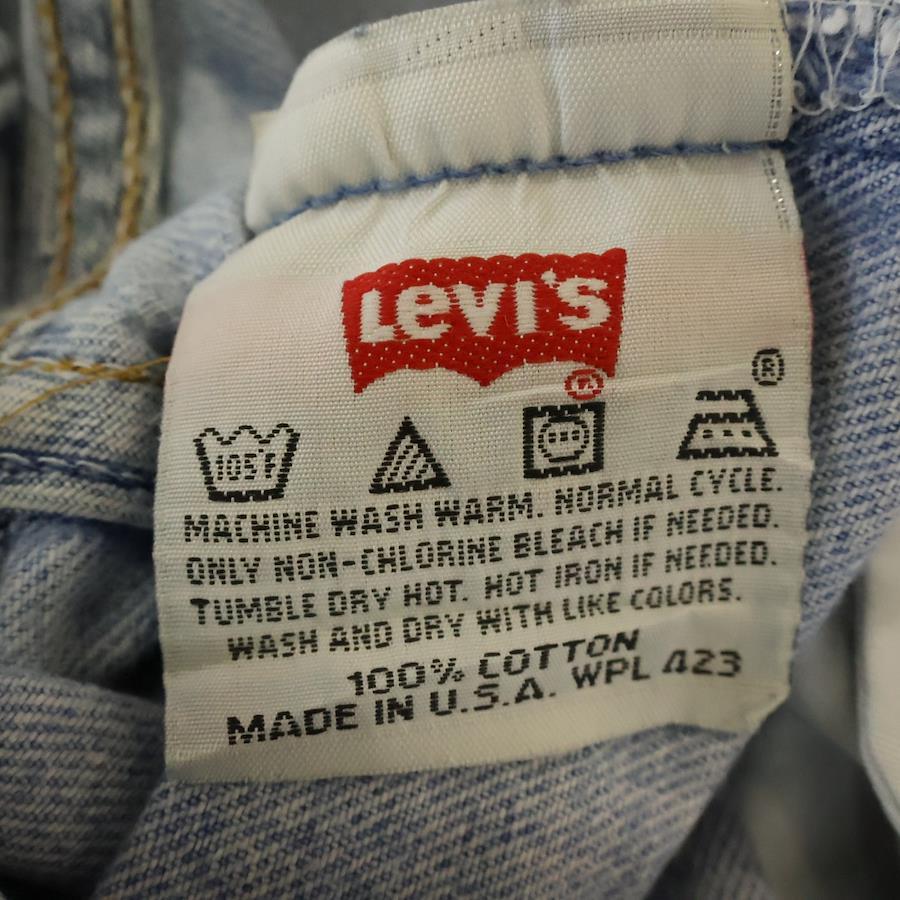 Levi's
®
®
105°F
MACHINE WASH WARM. NORMAL CYCLE.
ONLY NON-CHLORINE BLEACH IF NEEDED.
TUMBLE DRY HOT. HOT IRON IF NEEDED.
WASH AND DRY WITH LIKE COLORS.
100% COTTON
MADE IN U.S.A. WPL 423